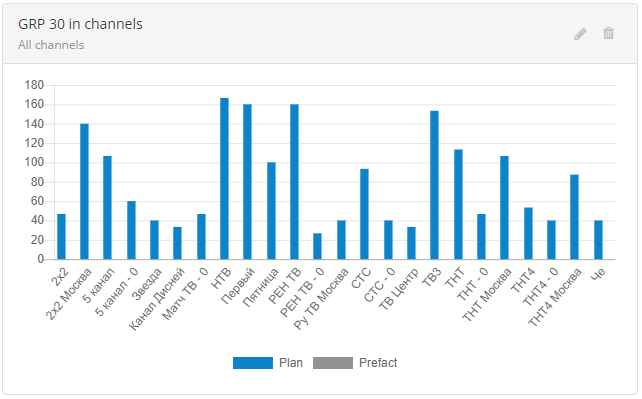 GRP 30 in channels
All channels
180
160
140
120
100
80
60
40
20
0
2x2
2x2 Москва
5 канал
5 канал - 0
Звезда
Канал Дисней
Матч ТВ - 0
НТВ
Первый
Пятница
РЕН ТВ
РЕН ТВ - 0
Ру ТВ Москва
СТС
СТС - 0
ТВ Центр
ТВ3
ТНТ
ТНТ - 0
ТНТ Москва
ТНТ4
ТНТ4 - 0
ТНТ4 Москва
Че
Plan
Prefact